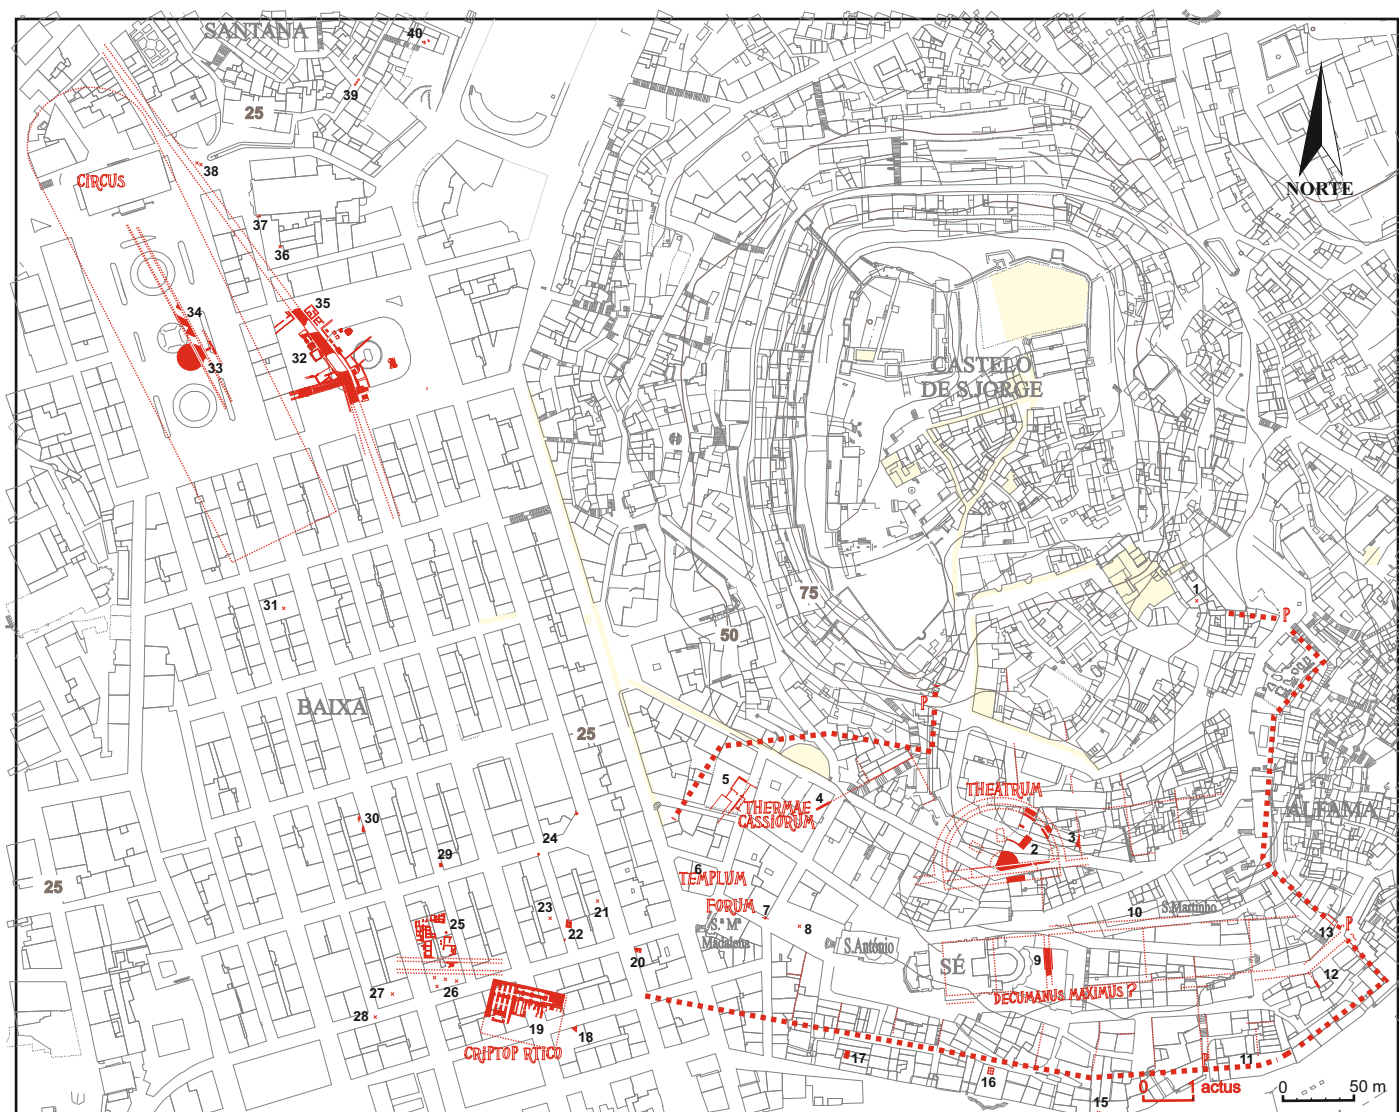 SANTANA
40
39
25
38
CIRCUS
37
36
NORTE
35
34
32
33
CASTELO
DE S.JORGE
1
P
75
31
50
P
BAIXA
25
5
THERMAE
CASSIORUM
4
THEATRUM
ALFAMA
30
24
3
2
29
6
TEMPLUM
25
FORUM
S.ª Mª
Madalena
23
21
22
7
8
10
S.Martinho
P
13
25
20
S.António
SÉ
9
12
27
26
DECUMANUS MAXIMUS ?
28
19
18
CRIPTOP RTICO
17
16
P
11
15
0 1 actus
0 50 m